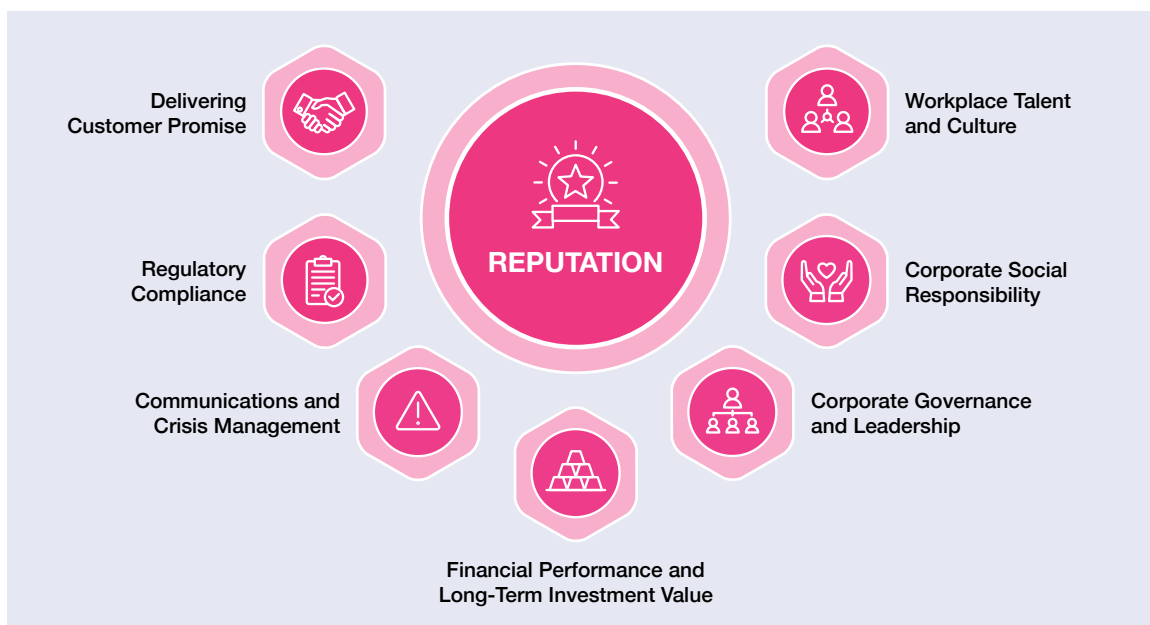 Delivering
Customer Promise
Workplace Talent
and Culture
REPUTATION
Regulatory
Compliance
Corporate Social
Responsibility
Communications and
Crisis Management
Corporate Governance
and Leadership
Financial Performance and
Long-Term Investment Value